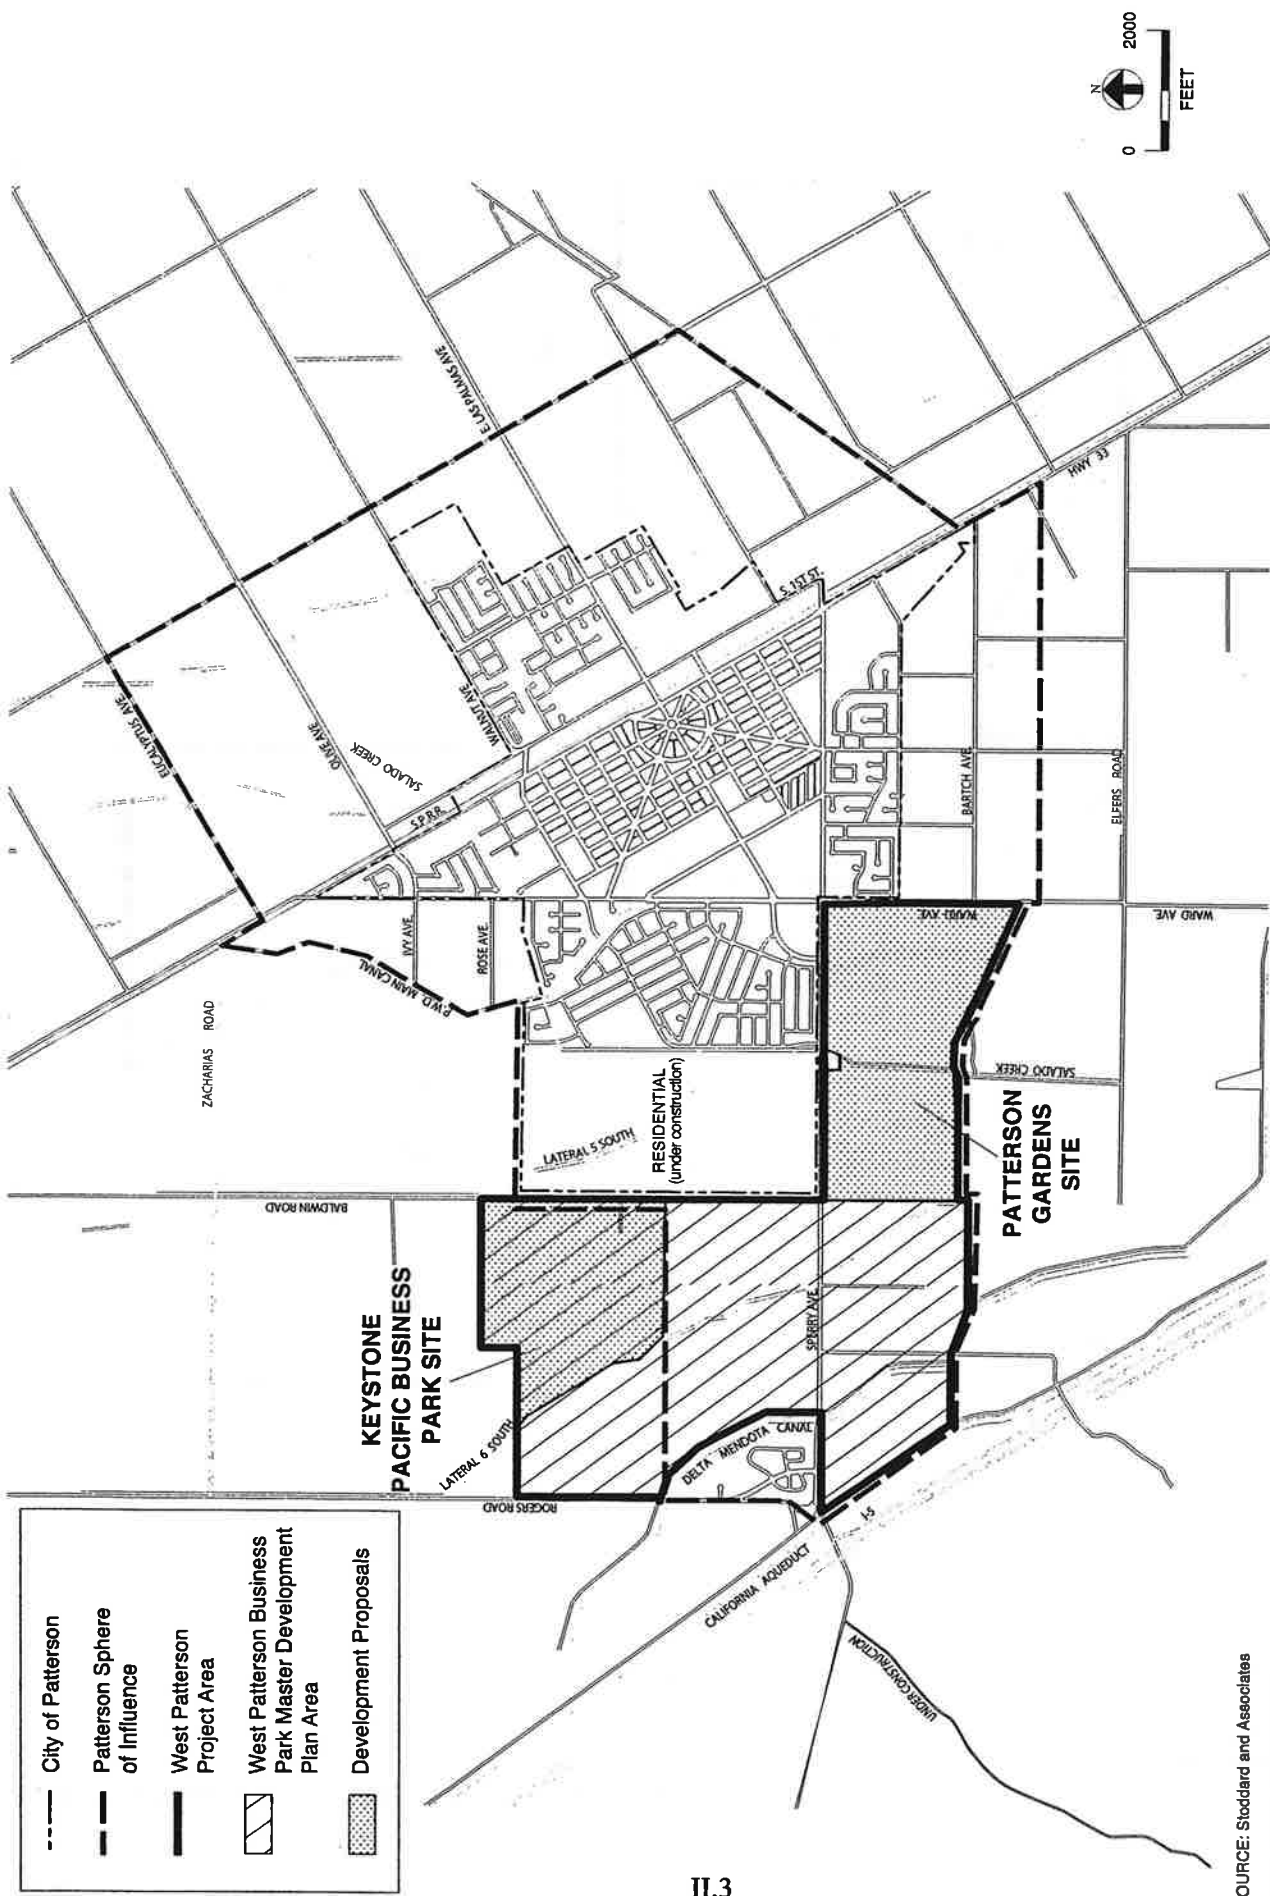 City of Patterson
Patterson Sphere
of Influence
West Patterson
Project Area
West Patterson Business
Park Master Development
Plan Area
Development Proposals
KEYSTONE
PACIFIC BUSINESS
PARK SITE
PATTERSON
GARDENS
SITE
RESIDENTIAL
(under construction)
ZACHARIAS ROAD
BALDWIN ROAD
ROGERS ROAD
LATERAL 6 SOUTH
LATERAL 5 SOUTH
DELTA MENDOTA
CANAL
CALIFORNIA AQUEDUCT
I-5
UNDER CONSTRUCTION
SPERRY AVE.
P.W.D. MAIN CANAL
IVY AVE.
ROSE AVE.
S.P.R.R.
SALADO CREEK
OLIVE AVE.
EUCALYPTUS AVE.
WALNUT AVE.
E LAS PALMAS AVE.
S. 1ST ST.
HWY 33
BARTCH AVE.
ELFERS ROAD
WARD AVE.
WARD AVE.
SALADO CREEK
N
0 2000
FEET
OURCE: Stoddard and Associates
II.3